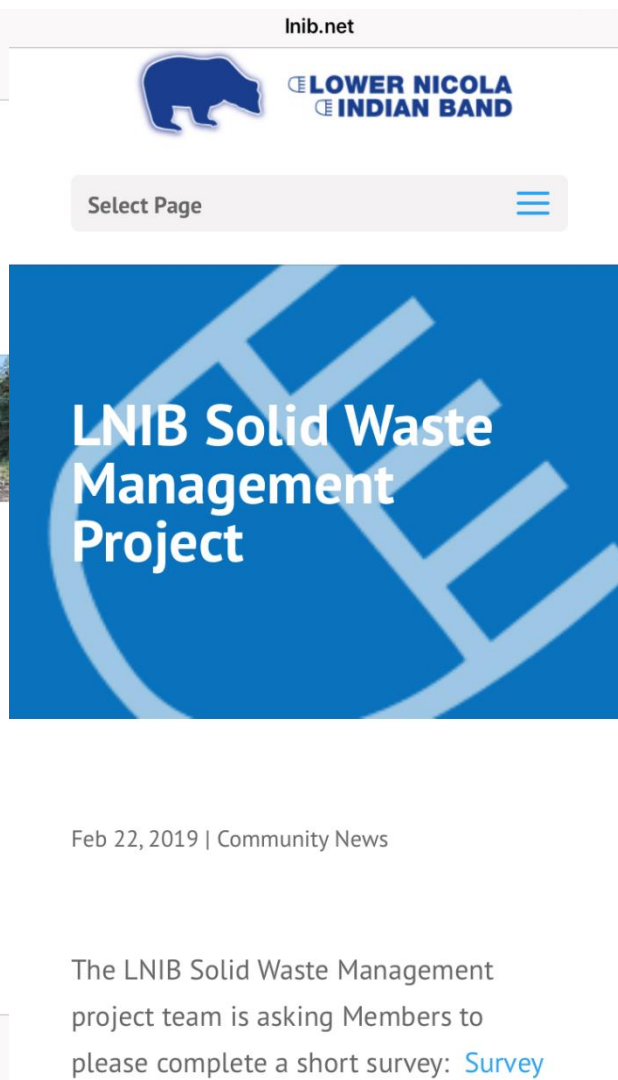 lnib.net
LOWER NICOLA
INDIAN BAND
Select Page
LNIB Solid Waste
Management
Project
Feb 22, 2019 | Community News
The LNIB Solid Waste Management
project team is asking Members to
please complete a short survey: Survey